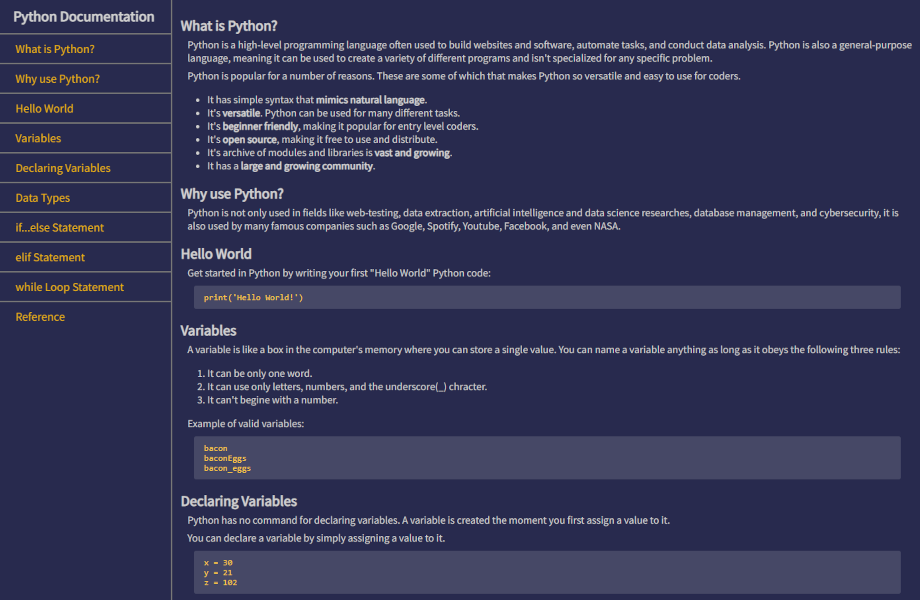 Python Documentation
What is Python?
Why use Python?
Hello World
Variables
Declaring Variables
Data Types
if...else Statement
elif Statement
while Loop Statement
Reference
What is Python?
Python is a high-level programming language often used to build websites and software, automate tasks, and conduct data analysis. Python is also a general-purpose
language, meaning it can be used to create a variety of different programs and isn't specialized for any specific problem.
Python is popular for a number of reasons. These are some of which that makes Python so versatile and easy to use for coders.
• It has simple syntax that mimics natural language.
• It's versatile. Python can be used for many different tasks.
• It's beginner friendly, making it popular for entry level coders.
• It's open source, making it free to use and distribute.
• It's archive of modules and libraries is vast and growing.
• It has a large and growing community.
Why use Python?
Python is not only used in fields like web-testing, data extraction, artificial intelligence and data science researches, database management, and cybersecurity, it is
also used by many famous companies such as Google, Spotify, Youtube, Facebook, and even NASA.
Hello World
Get started in Python by writing your first "Hello World" Python code:
print('Hello World!')
Variables
A variable is like a box in the computer's memory where you can store a single value. You can name a variable anything as long as it obeys the following three rules:
1. It can be only one word.
2. It can use only letters, numbers, and the underscore(_) chracter.
3. It can't begin with a number.
Example of valid variables:
bacon
baconEggs
bacon_eggs
Declaring Variables
Python has no command for declaring variables. A variable is created the moment you first assign a value to it.
You can declare a variable by simply assigning a value to it.
x = 30
y = 21
z = 102